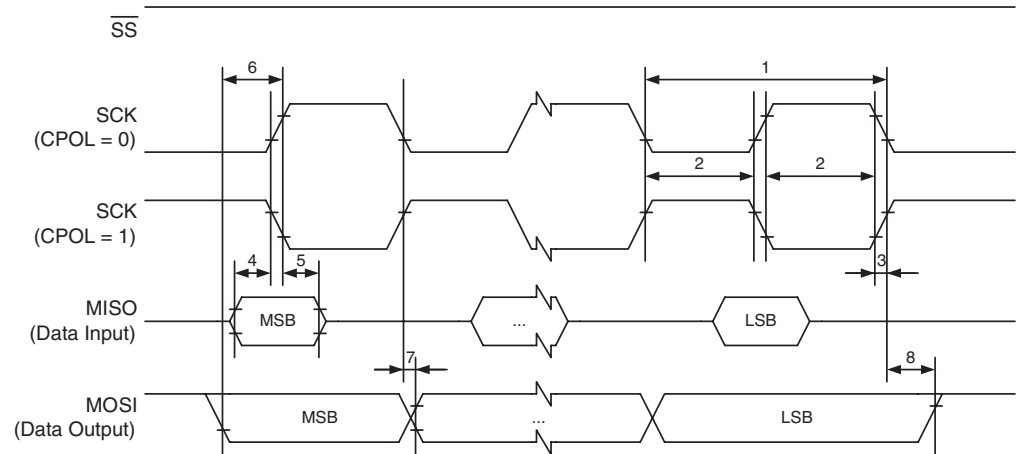 SS
6
1
SCK
(CPOL = 0)
2
2
SCK
(CPOL = 1)
4
5
3
MISO
(Data Input)
MSB
...
LSB
7
8
MOSI
(Data Output)
MSB
...
LSB